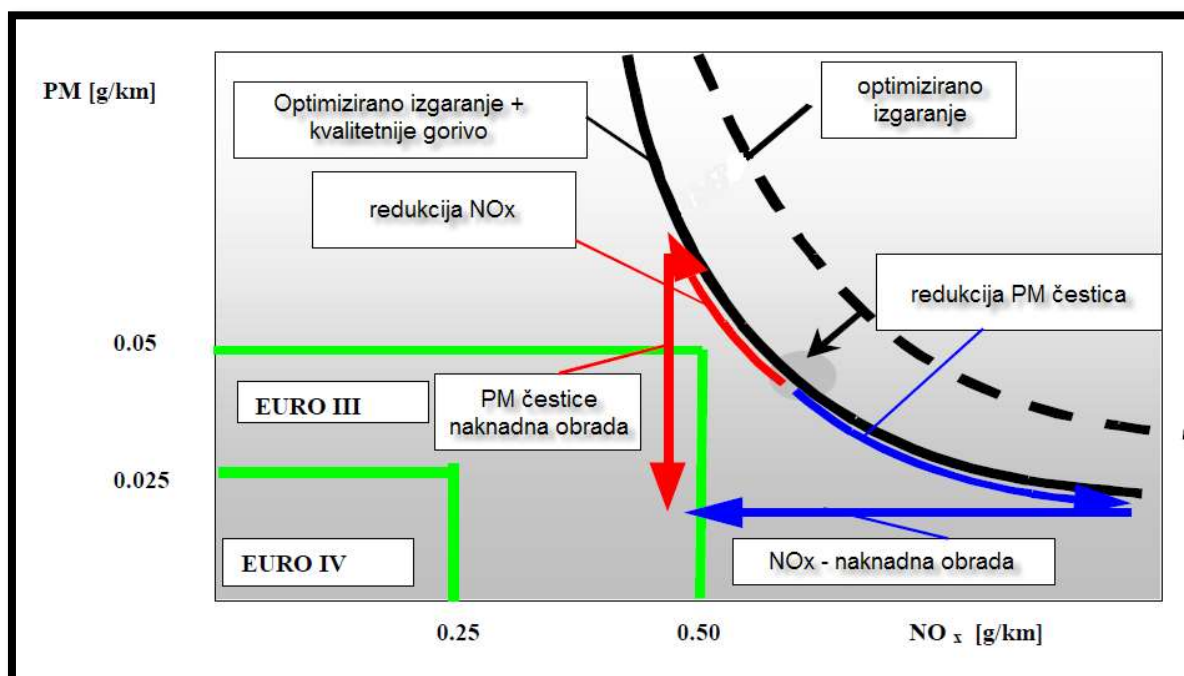 PM [g/km]
Optimizirano izgaranje +
kvalitetnije gorivo
optimizirano
izgaranje
redukcija NOx
redukcija PM čestica
0.05
EURO III
PM čestice
naknadna obrada
0.025
EURO IV
NOx - naknadna obrada
0.25
0.50
NO x [g/km]